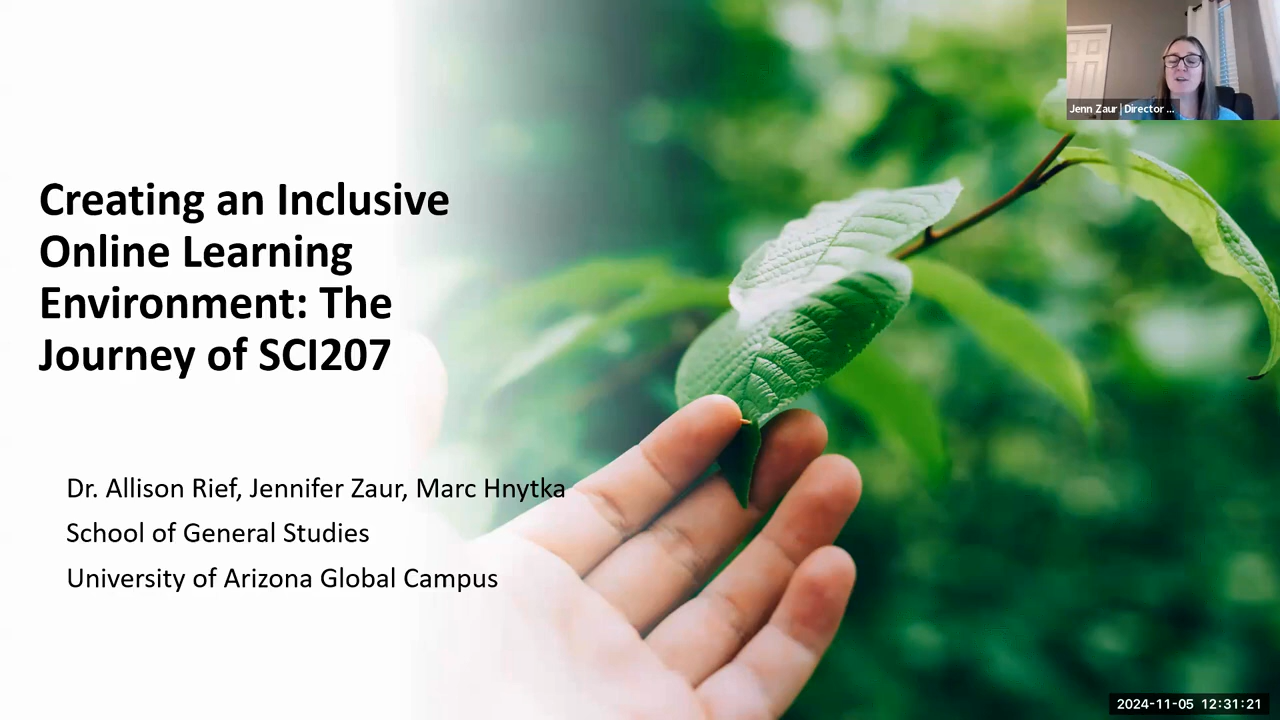 Jenn Zaur | Director ...
Creating an Inclusive
Online Learning
Environment: The
Journey of SCI207
Dr. Allison Rief, Jennifer Zaur, Marc Hnytka
School of General Studies
University of Arizona Global Campus
2024-11-05 12:31:21